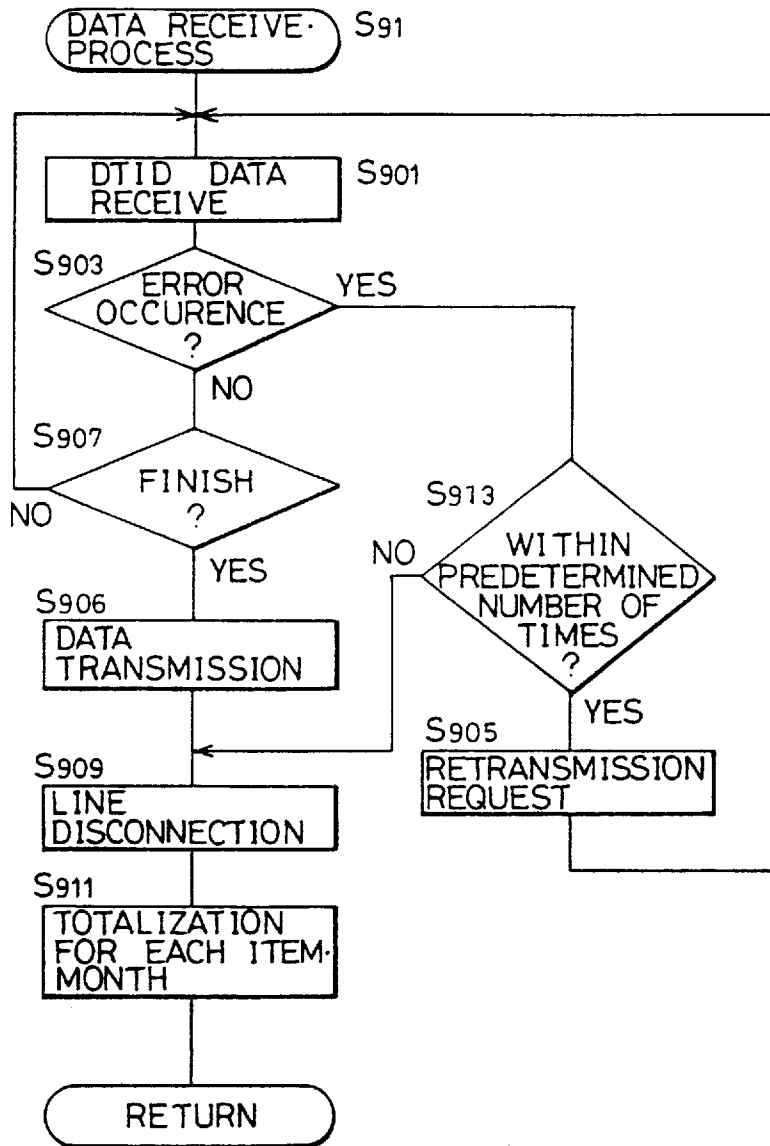 DATA RECEIVE·
PROCESS
S91
DTID DATA
RECEIVE
S901
S903
ERROR
OCCURENCE
?
YES
NO
S907
FINISH
?
NO
YES
S913
WITHIN
PREDETERMINED
NUMBER OF
TIMES
?
NO
YES
S906
DATA
TRANSMISSION
S905
RETRANSMISSION
REQUEST
S909
LINE
DISCONNECTION
S911
TOTALIZATION
FOR EACH ITEM·
MONTH
RETURN